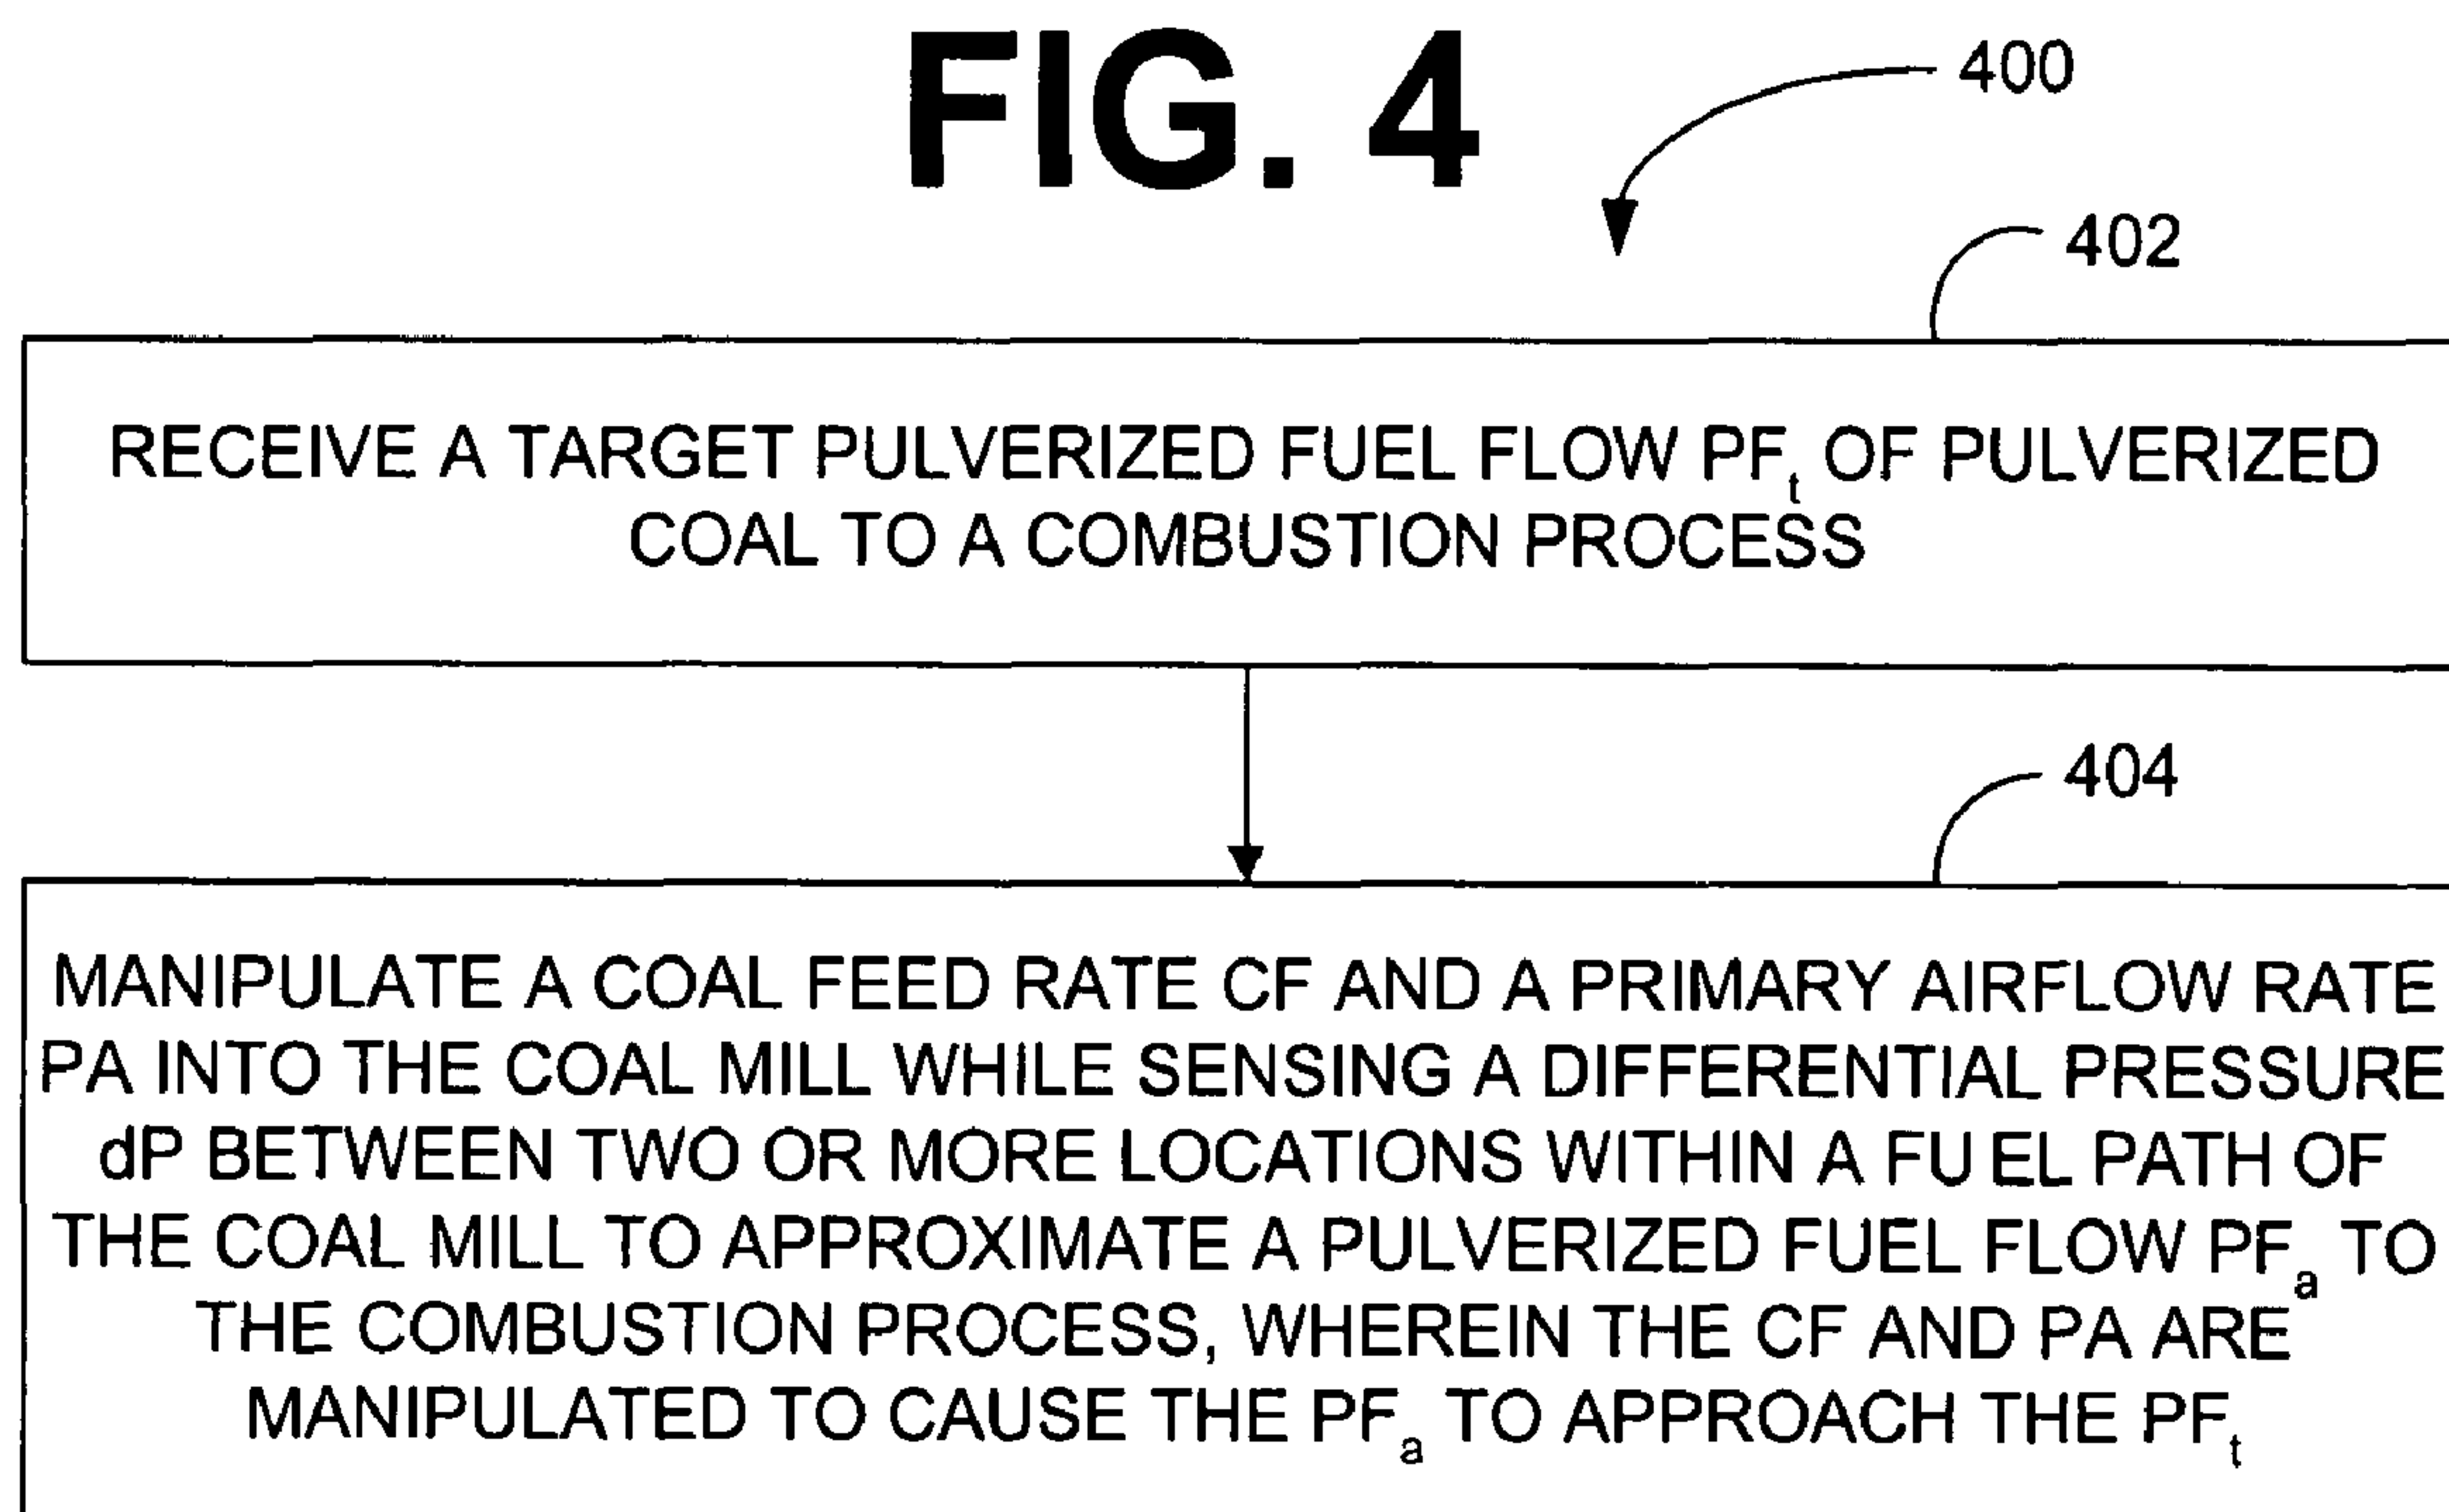 FIG. 4
400
402
RECEIVE A TARGET PULVERIZED FUEL FLOW PFt OF PULVERIZED
COAL TO A COMBUSTION PROCESS
404
MANIPULATE A COAL FEED RATE CF AND A PRIMARY AIRFLOW RATE
PA INTO THE COAL MILL WHILE SENSING A DIFFERENTIAL PRESSURE
dP BETWEEN TWO OR MORE LOCATIONS WITHIN A FUEL PATH OF
THE COAL MILL TO APPROXIMATE A PULVERIZED FUEL FLOW PFa TO
THE COMBUSTION PROCESS, WHEREIN THE CF AND PA ARE
MANIPULATED TO CAUSE THE PFa TO APPROACH THE PFt